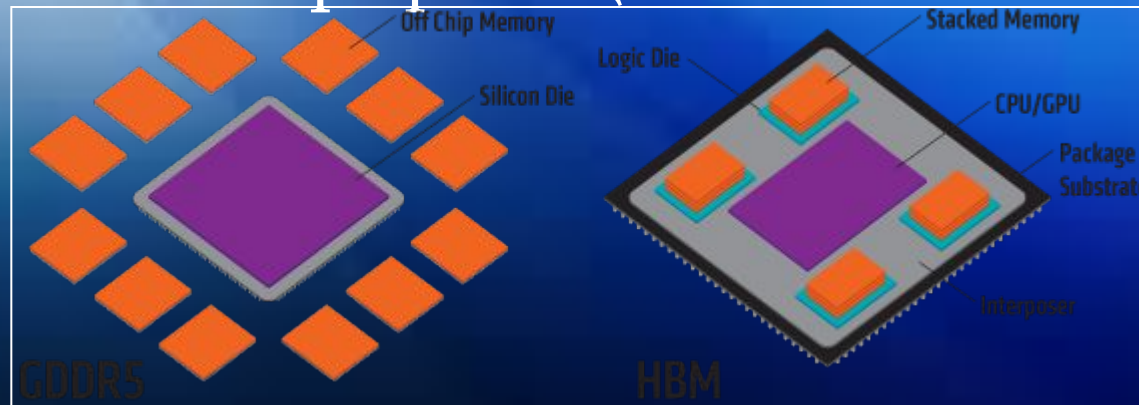 Off Chip Memory
Silicon Die
GDDR5
Stacked Memory
Logic Die
CPU/GPU
Package
Interposer
HBM